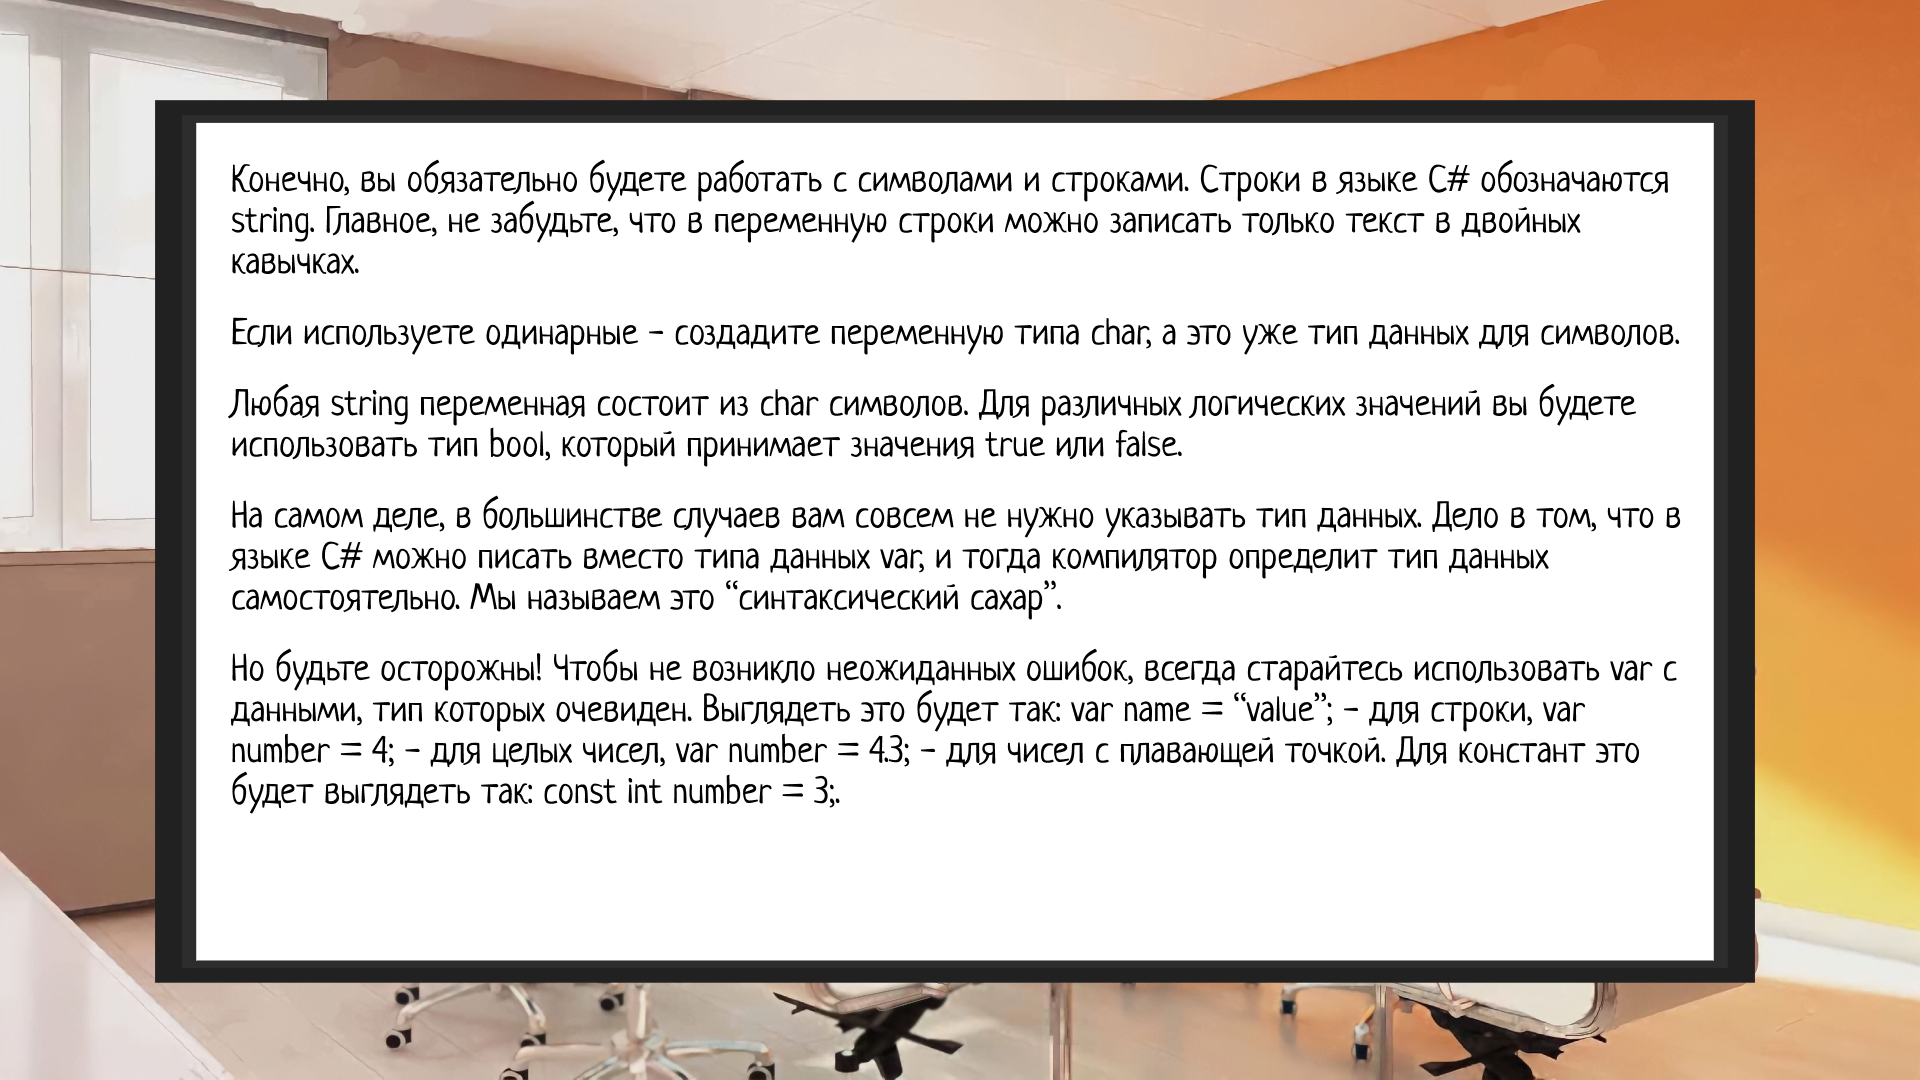 Конечно, вы обязательно будете работать с символами и строками. Строки в языке C# обозначаются
string. Главное, не забудьте, что в переменную строки можно записать только текст в двойных
кавычках.
Если используете одинарные - создадите переменную типа char, а это уже тип данных для символов.
Любая string переменная состоит из char символов. Для различных логических значений вы будете
использовать тип bool, который принимает значения true или false.
На самом деле, в большинстве случаев вам совсем не нужно указывать тип данных. Дело в том, что в
языке C# можно писать вместо типа данных var, и тогда компилятор определит тип данных
самостоятельно. Мы называем это “синтаксический сахар”.
Но будьте осторожны! Чтобы не возникло неожиданных ошибок, всегда старайтесь использовать var с
данными, тип которых очевиден. Выглядеть это будет так: var name = “value”; - для строки, var
number = 4; - для целых чисел, var number = 4.3; - для чисел с плавающей точкой. Для констант это
будет выглядеть так: const int number = 3;.